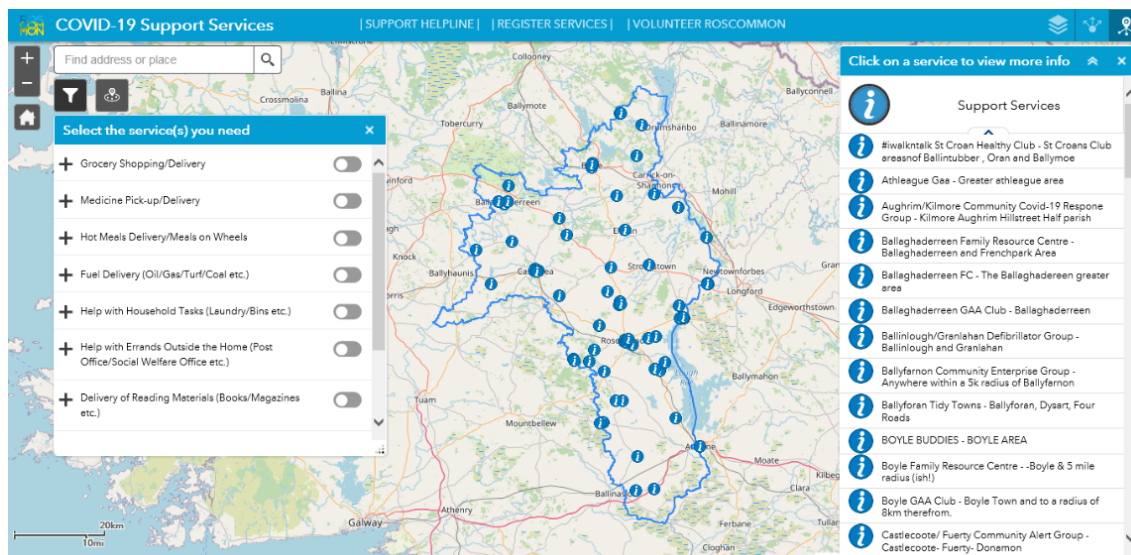 COVID-19 Support Services
| SUPPORT HELPLINE |
| REGISTER SERVICES |
| VOLUNTEER ROSCOMMON
Find address or place
Select the service(s) you need
Grocery Shopping/Delivery
Medicine Pick-up/Delivery
Hot Meals Delivery/Meals on Wheels
Fuel Delivery (Oil/Gas/Turf/Coal etc.)
Help with Household Tasks (Laundry/Bins etc.)
Help with Errands Outside the Home (Post
Office/Social Welfare Office etc.)
Delivery of Reading Materials (Books/Magazines
etc.)
Collooney
Ballyconnell
Crossmolina
Ballina
Ballymote
Tobercurry
Drumshanbo
Ballinamore
Carrick-on-
Shannon
Mohill
Knock
Ballyhaunis
Strokestown
Newtownforbes
Longford
Edgeworthstown
Ballymahon
Tuam
Mountbellew
Moate
Clara
Athenry
Galway
Ferbane
Cloghan
20km
10mi
Click on a service to view more info
Support Services
#iwalkntalk St Croan Healthy Club - St Croans Club
areasnof Ballintubber , Oran and Ballymoe
Athleague Gaa - Greater athleague area
Aughrim/Kilmore Community Covid-19 Respone
Group - Kilmore Aughrim Hillstreet Half parish
Ballaghaderreen Family Resource Centre -
Ballaghaderreen and Frenchpark Area
Ballaghaderreen FC - The Ballaghadereen greater
area
Ballaghadereen GAA Club - Ballaghaderreen
Ballinlough/Granlahan Defibrillator Group -
Ballinlough and Granlahan
Ballyfarnon Community Enterprise Group -
Anywhere within a 5k radius of Ballyfarnon
Ballyforan Tidy Towns - Ballyforan, Dysart, Four
Roads
BOYLE BUDDIES - BOYLE AREA
Boyle Family Resource Centre - -Boyle & 5 mile
radius (ish!)
Boyle GAA Club - Boyle Town and to a radius of
8km therefrom.
Castlecoote/ Fuerty Community Alert Group -
Castlecoote- Fuerty- Donamon